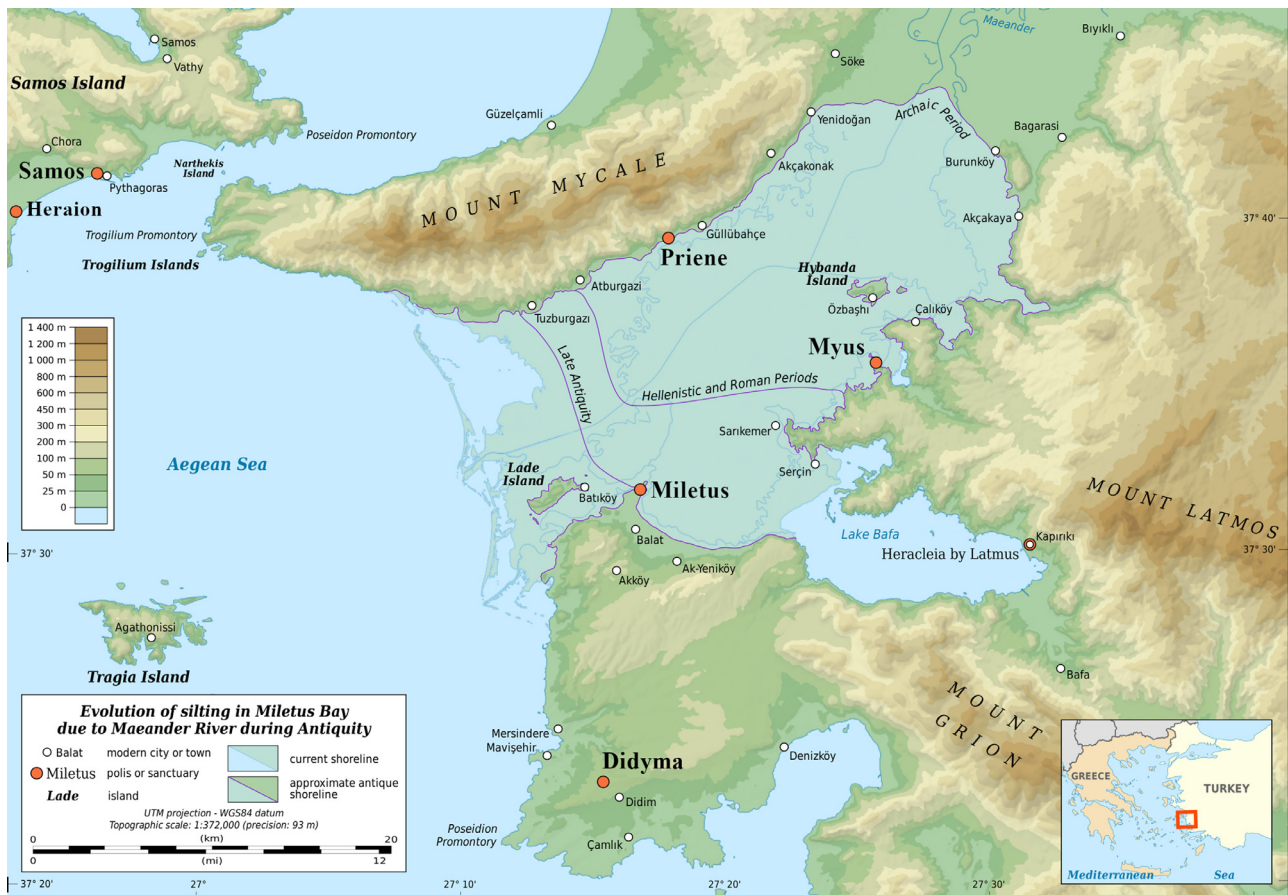 Maeander
Bıyıklı
Samos
Vathy
Söke
Samos Island
Güzelçamli
Poseidon Promontory
Yenidoğan
Archaic Period
Bagarasi
Chora
Narthekis
Island
Akçakonak
Burunköy
Samos
Pythagoras
MOUNT MYCALE
Heraion
Akçakaya
37° 40'
Trogilium Promontory
Güllübahçe
Priene
Trogilium Islands
Hybanda
Island
Atburgazi
Özbaşhı
Tuzburgazı
Çalıköy
1 400 m
1 200 m
1 000 m
800 m
600 m
450 m
300 m
200 m
100 m
50 m
25 m
0
Myus
Late Antiquity
Hellenistic and Roman Periods
Sarıkemer
Aegean Sea
Lade
Island
Serçin
Batıköy
Miletus
MOUNT LATMOS
Balat
Lake Bafa
Kapırıkı
Heracleia by Latmus
37° 30'
37° 30'
Ak-Yeniköy
Akköy
Agathonissi
Tragia Island
Bafa
MOUNT
GRION
Evolution of silting in Miletus Bay
due to Maeander River during Antiquity
Balat modern city or town
Miletus polis or sanctuary
Lade island
current shoreline
approximate antique
shoreline
UTM projection - WGS84 datum
Topographic scale: 1:372,000 (precision: 93 m)
0 (km) 20
0 (mi) 12
Mersindere
Mavişehir
Denizköy
Didyma
Didim
Poseidion
Promontory
Çamlık
GREECE
TURKEY
Mediterranean Sea
37° 20'
27°
27° 10'
27° 20'
27° 30'
37° 20'